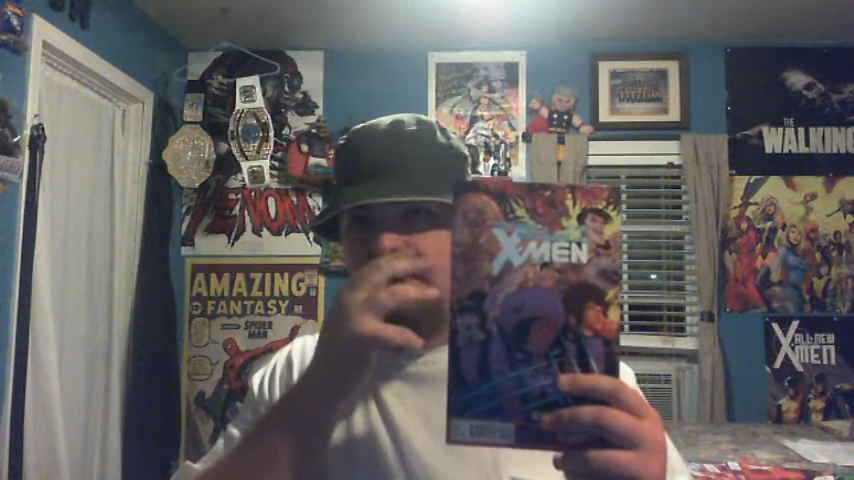 VENOM
AMAZING
FANTASY
SPIDER
MAN
X-MEN
THE
WALKING
ALL-NEW
X-MEN